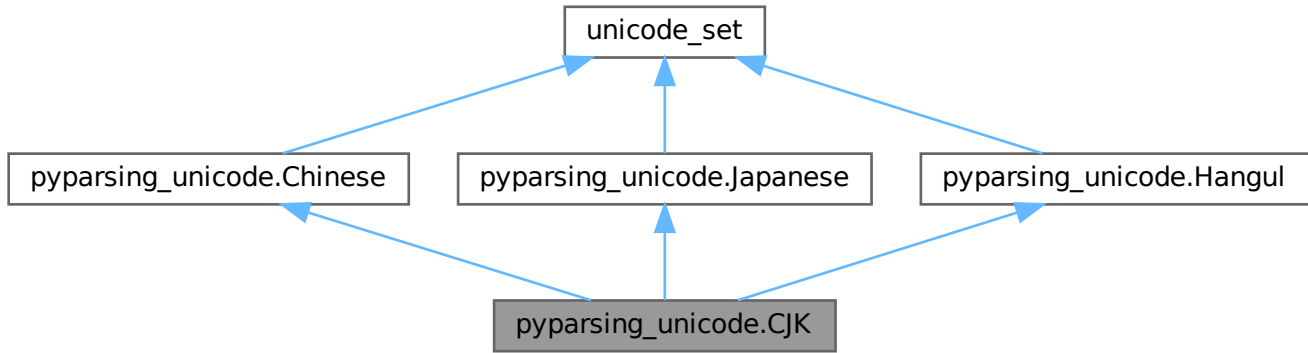 unicode_set
pyparsing_unicode.Chinese
pyparsing_unicode.Japanese
pyparsing_unicode.Hangul
pyparsing_unicode.CJK